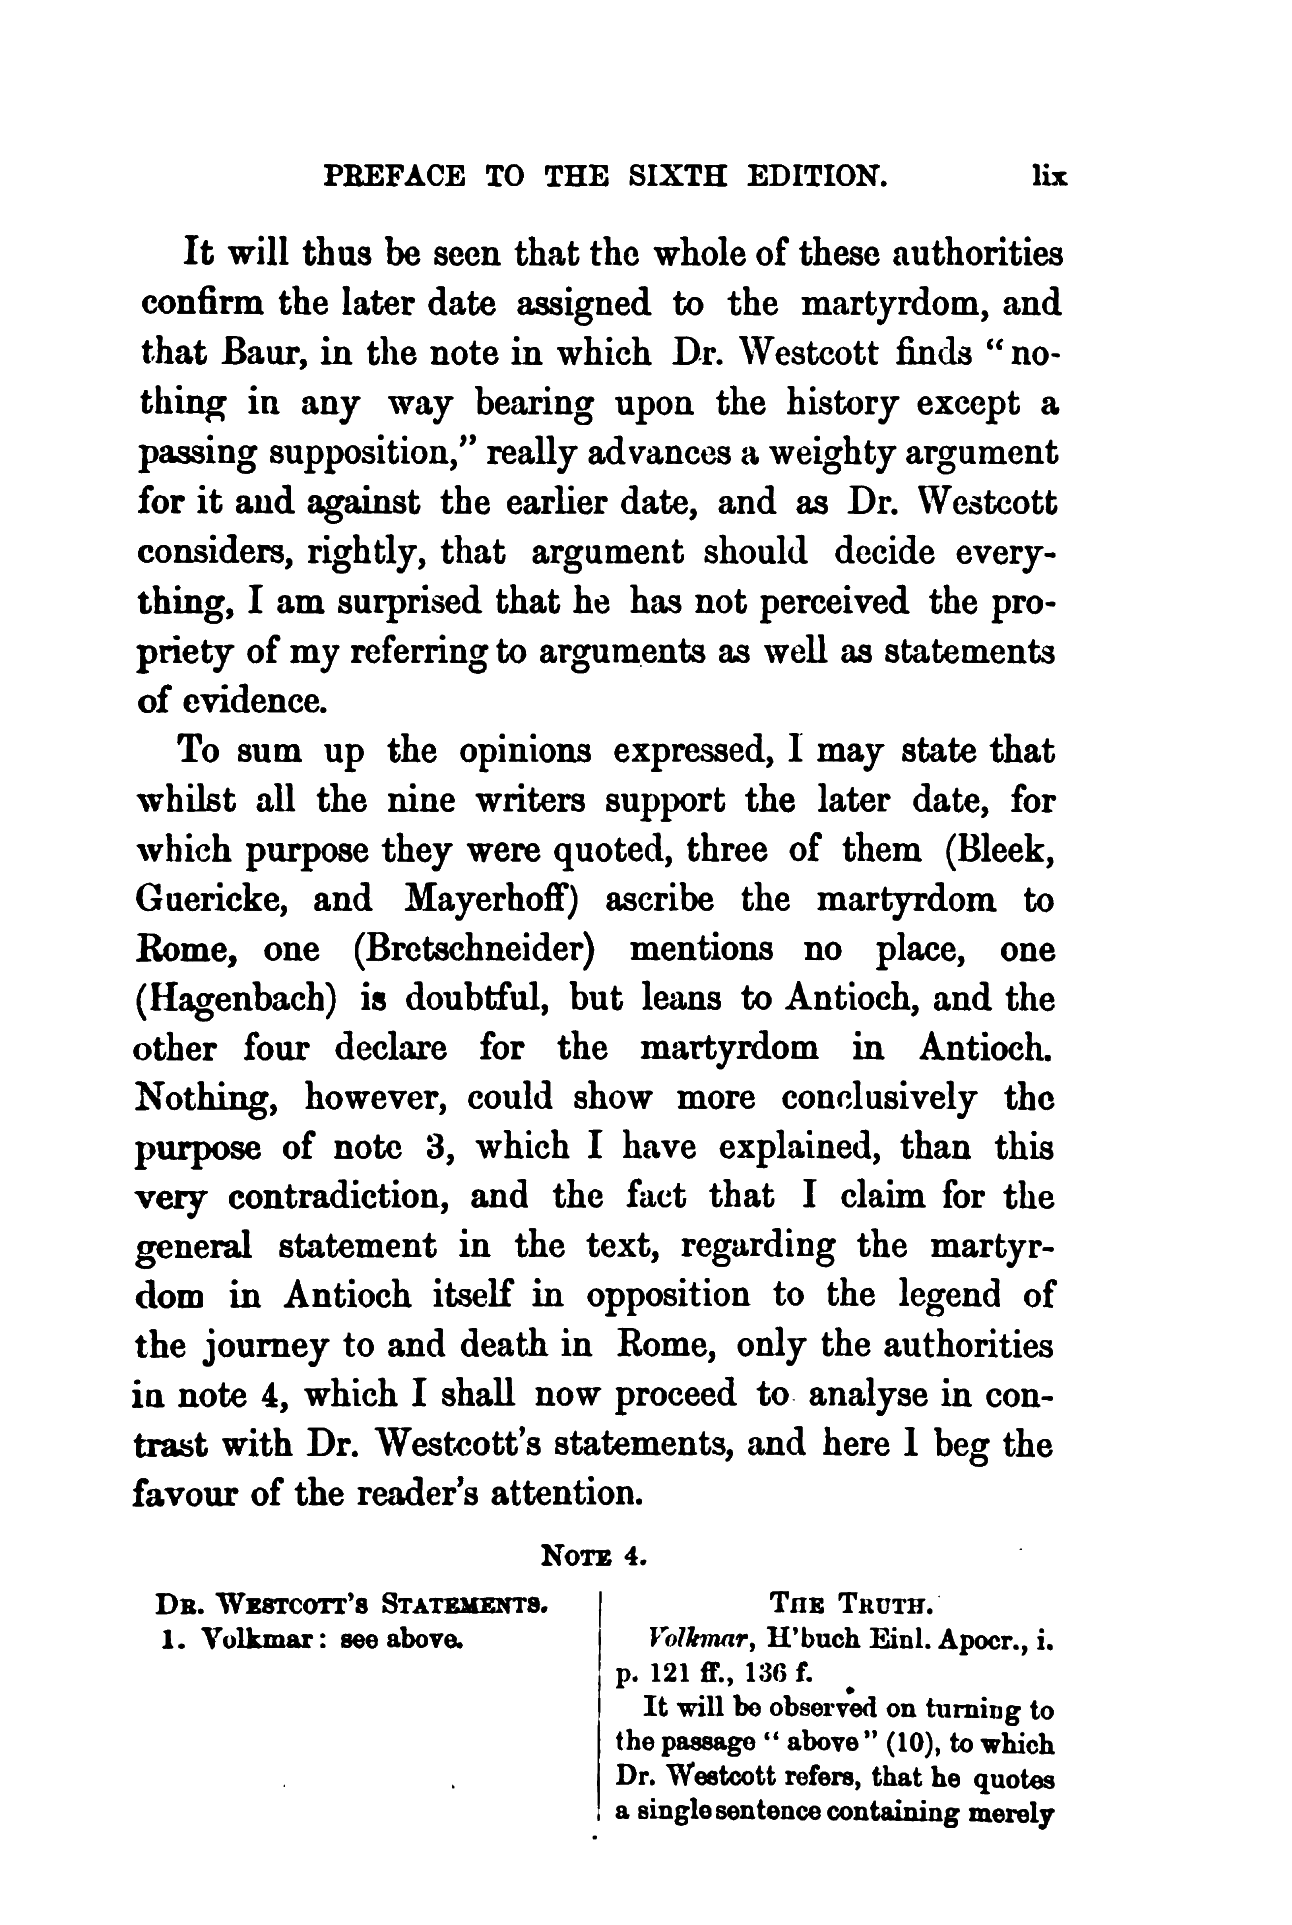 PREFACE TO THE SIXTH EDITION. lix
It will thus be seen that the whole of these authorities
confirm the later date assigned to the martyrdom, and
that Baur, in the note in which Dr. Westcott finds “no-
thing in any way bearing upon the history except a
passing supposition,” really advances a weighty argument
for it and against the earlier date, and as Dr. Westcott
considers, rightly, that argument should decide every-
thing, I am surprised that he has not perceived the pro-
priety of my referring to arguments as well as statements
of evidence.
To sum up the opinions expressed, I may state that
whilst all the nine writers support the later date, for
which purpose they were quoted, three of them (Bleek,
Guericke, and Mayerhoff) ascribe the martyrdom to
Rome, one (Bretschneider) mentions no place, one
(Hagenbach) is doubtful, but leans to Antioch, and the
other four declare for the martyrdom in Antioch.
Nothing, however, could show more conclusively the
purpose of note 3, which I have explained, than this
very contradiction, and the fact that I claim for the
general statement in the text, regarding the martyr-
dom in Antioch itself in opposition to the legend of
the journey to and death in Rome, only the authorities
in note 4, which I shall now proceed to analyse in con-
trast with Dr. Westcott’s statements, and here I beg the
favour of the reader’s attention.
NOTE 4.
DR. WESTCOTT’S STATEMENTS.
1. Volkmar: see above.
THE TRUTH.
Volkmar, H’buch Einl. Apocr., i.
p. 121 ff., 136 f.
It will be observed on turning to
the passage “above” (10), to which
Dr. Westcott refers, that he quotes
a single sentence containing merely